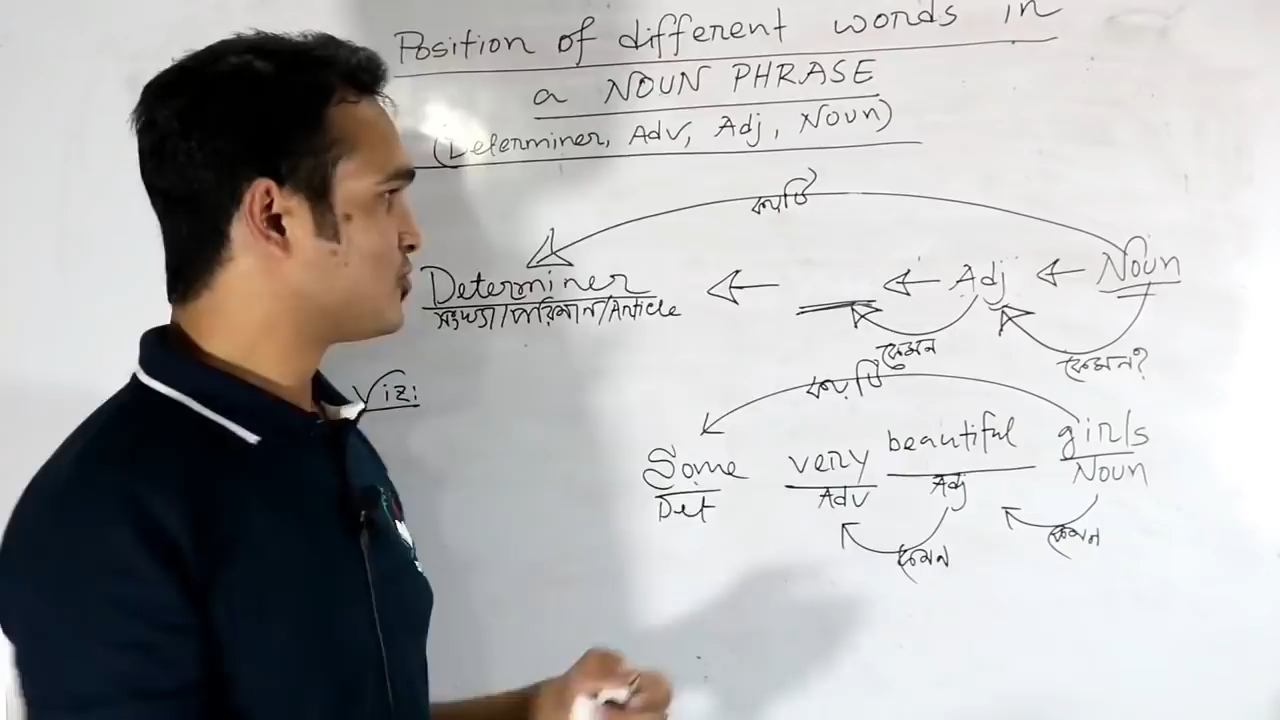 Position of different words in
a NOUN PHRASE
(Determiner, Adv, Adj, Noun)
কয়টি?
Determiner Adj Noun
সংখ্যা/পরিমান/Article
কেমন কেমন?
Viz:
কয়টি
Some very beautiful girls
Det Adv Adj Noun
কেমন কেমন